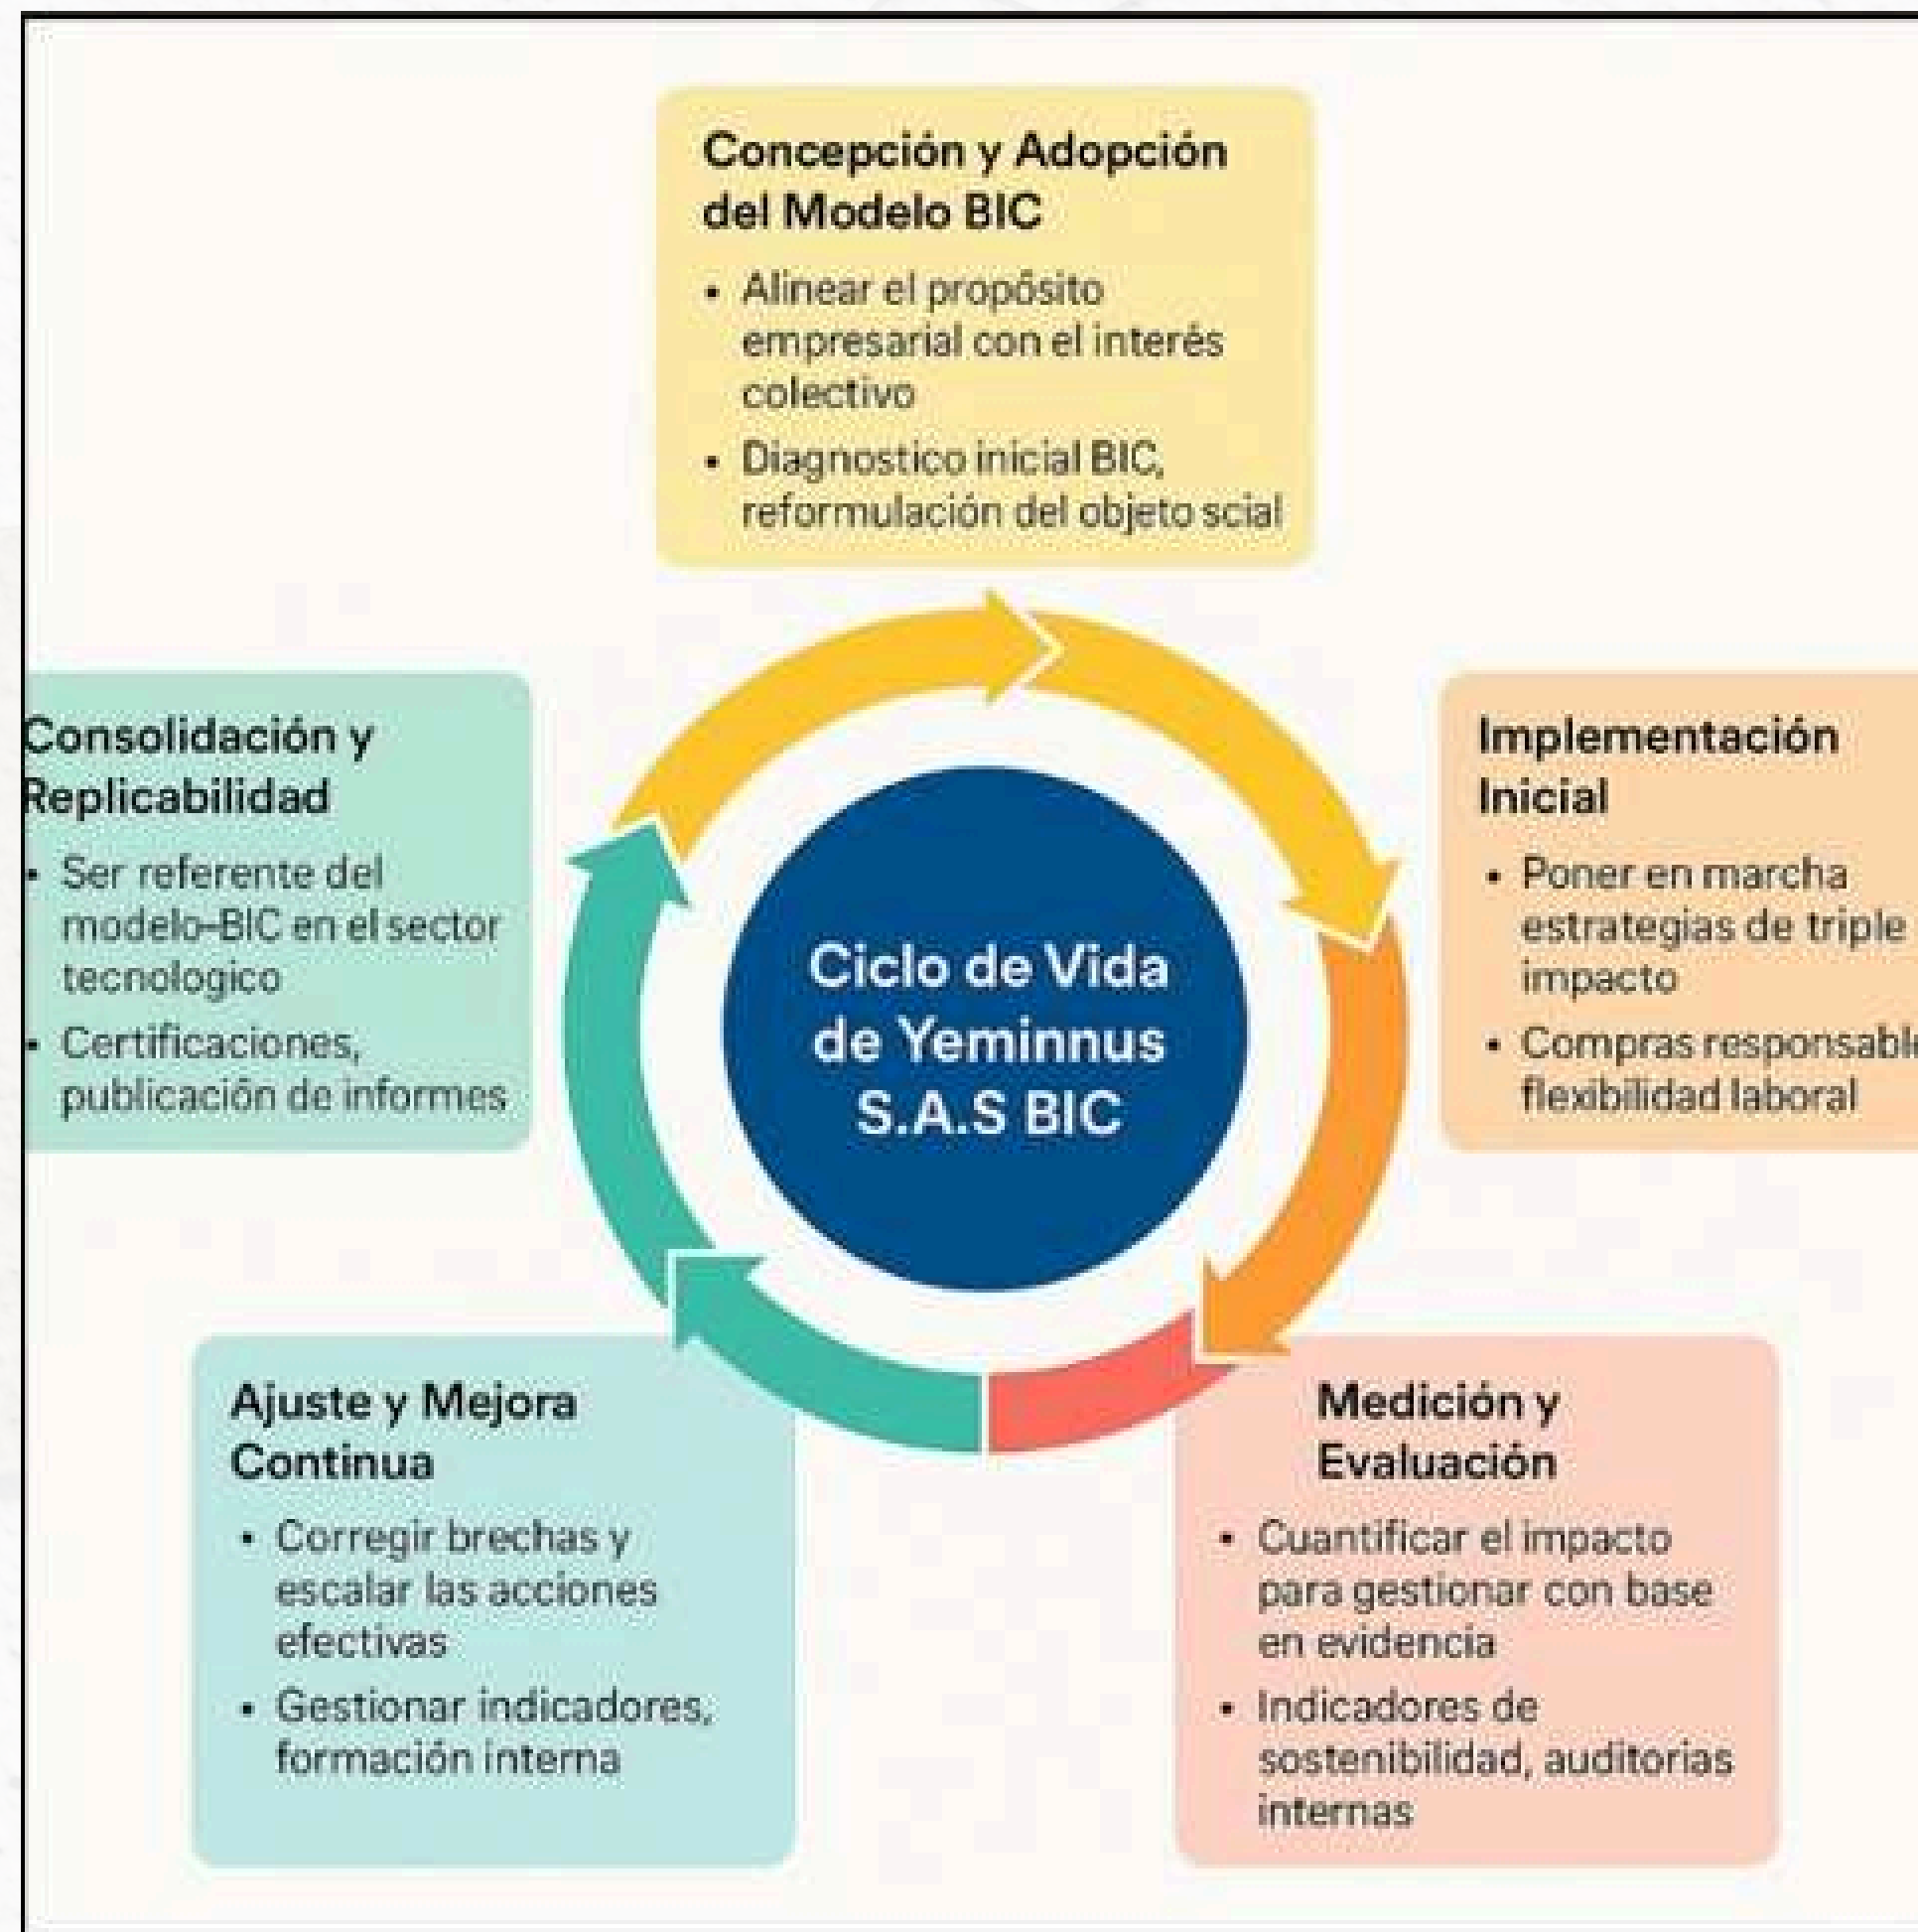 Concepción y Adopción
del Modelo BIC
• Alinear el propósito
empresarial con el interés
colectivo
• Diagnostico inicial BIC,
reformulación del objeto scial
Consolidación y
Replicabilidad
• Ser referente del
modelo-BIC en el sector
tecnologico
• Certificaciones,
publicación de informes
Ciclo de Vida
de Yeminnus
S.A.S BIC
Implementación
Inicial
• Poner en marcha
estrategias de triple
impacto
• Compras responsable
flexibilidad laboral
Ajuste y Mejora
Continua
• Corregir brechas y
escalar las acciones
efectivas
• Gestionar indicadores,
formación interna
Medición y
Evaluación
• Cuantificar el impacto
para gestionar con base
en evidencia
• Indicadores de
sostenibilidad, auditorias
internas